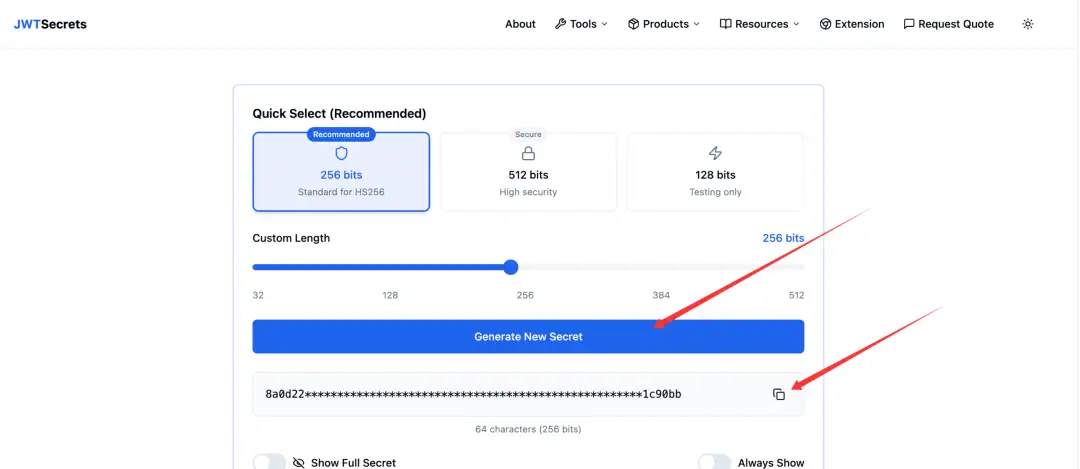 JWTSecrets About Tools Products Resources Extension Request Quote
Quick Select (Recommended)
Recommended Secure
256 bits 512 bits 128 bits
Standard for HS256 High security Testing only
Custom Length 256 bits
32 128 256 384 512
Generate New Secret
8a0d22****************************************************1c90bb
64 characters (256 bits)
Show Full Secret Always Show